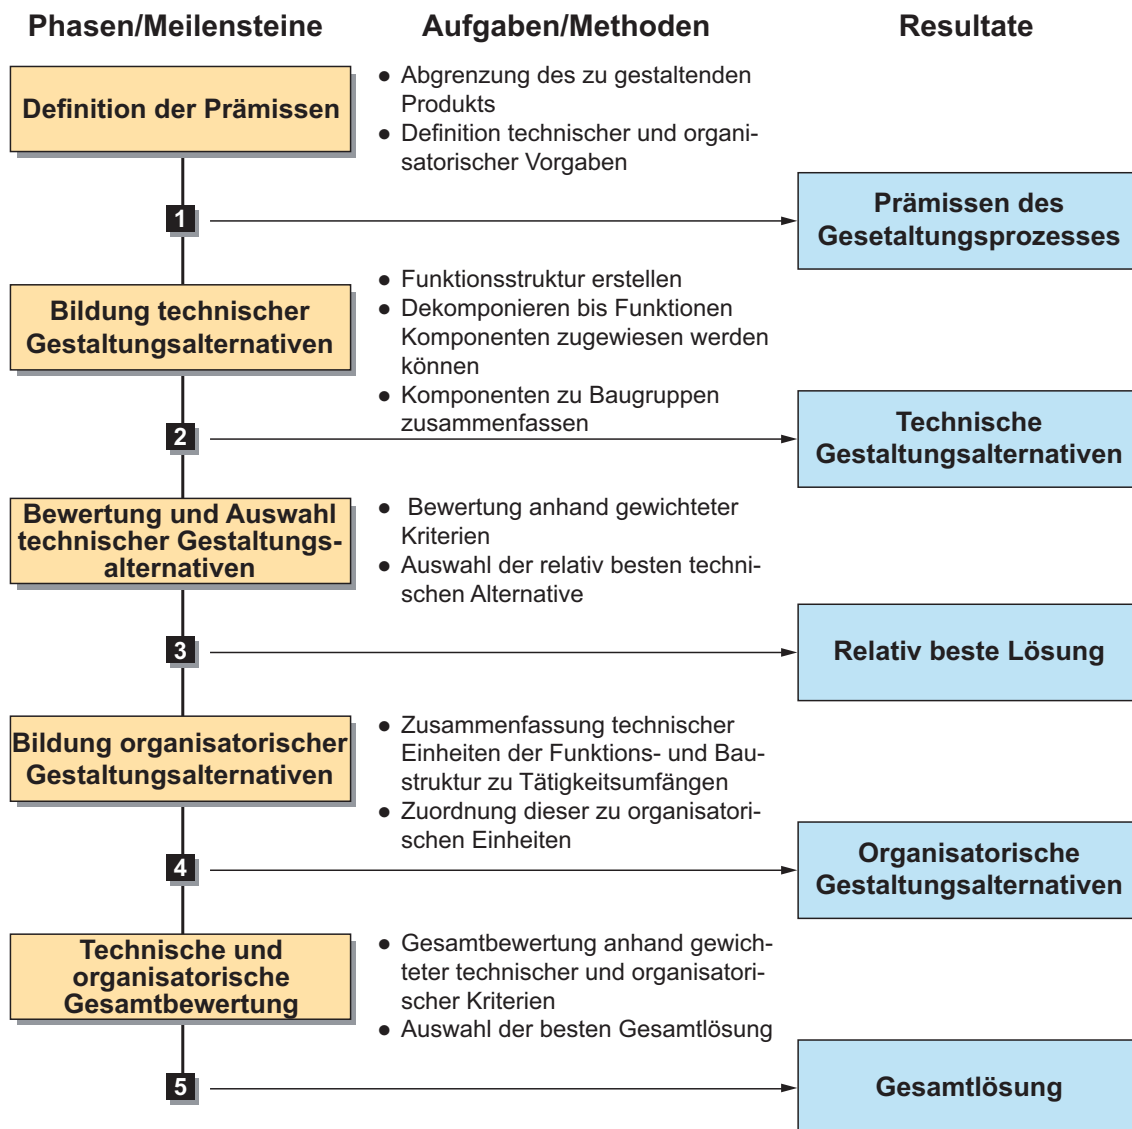 Phasen/Meilensteine
Aufgaben/Methoden
Resultate
Definition der Prämissen
● Abgrenzung des zu gestaltenden
Produkts
● Definition technischer und organi-
satorischer Vorgaben
1
Prämissen des
Gesetaltungsprozesses
Bildung technischer
Gestaltungsalternativen
● Funktionsstruktur erstellen
● Dekomponieren bis Funktionen
Komponenten zugewiesen werden
können
● Komponenten zu Baugruppen
zusammenfassen
2
Technische
Gestaltungsalternativen
Bewertung und Auswahl
technischer Gestaltungs-
alternativen
● Bewertung anhand gewichteter
Kriterien
● Auswahl der relativ besten techni-
schen Alternative
3
Relativ beste Lösung
Bildung organisatorischer
Gestaltungsalternativen
● Zusammenfassung technischer
Einheiten der Funktions- und Bau-
struktur zu Tätigkeitsumfängen
● Zuordnung dieser zu organisatori-
schen Einheiten
4
Organisatorische
Gestaltungsalternativen
Technische und
organisatorische
Gesamtbewertung
● Gesamtbewertung anhand gewich-
teter technischer und organisatori-
scher Kriterien
● Auswahl der besten Gesamtlösung
5
Gesamtlösung